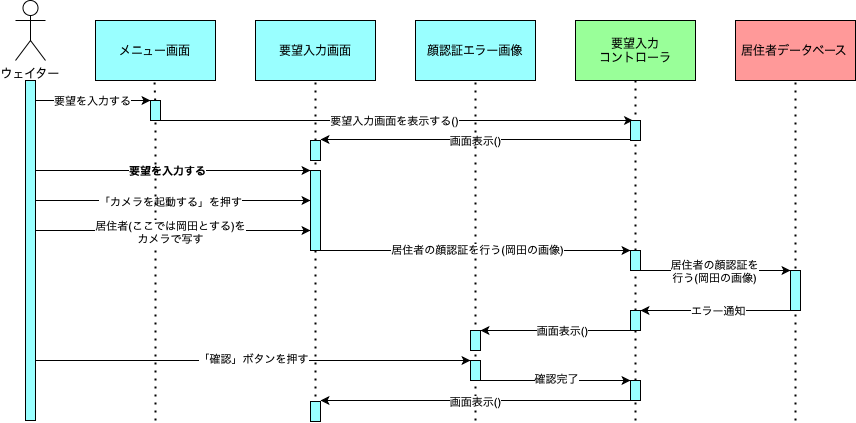 メニュー画面
要望入力画面
顔認証エラー画像
要望入力
コントローラ
居住者データベース
ウェイター
要望を入力する
要望入力画面を表示する()
画面表示()
要望を入力する
「カメラを起動する」を押す
居住者(ここでは岡田とする)を
カメラで写す
居住者の顔認証を行う(岡田の画像)
居住者の顔認証を
行う(岡田の画像)
エラー通知
画面表示()
「確認」ボタンを押す
確認完了
画面表示()